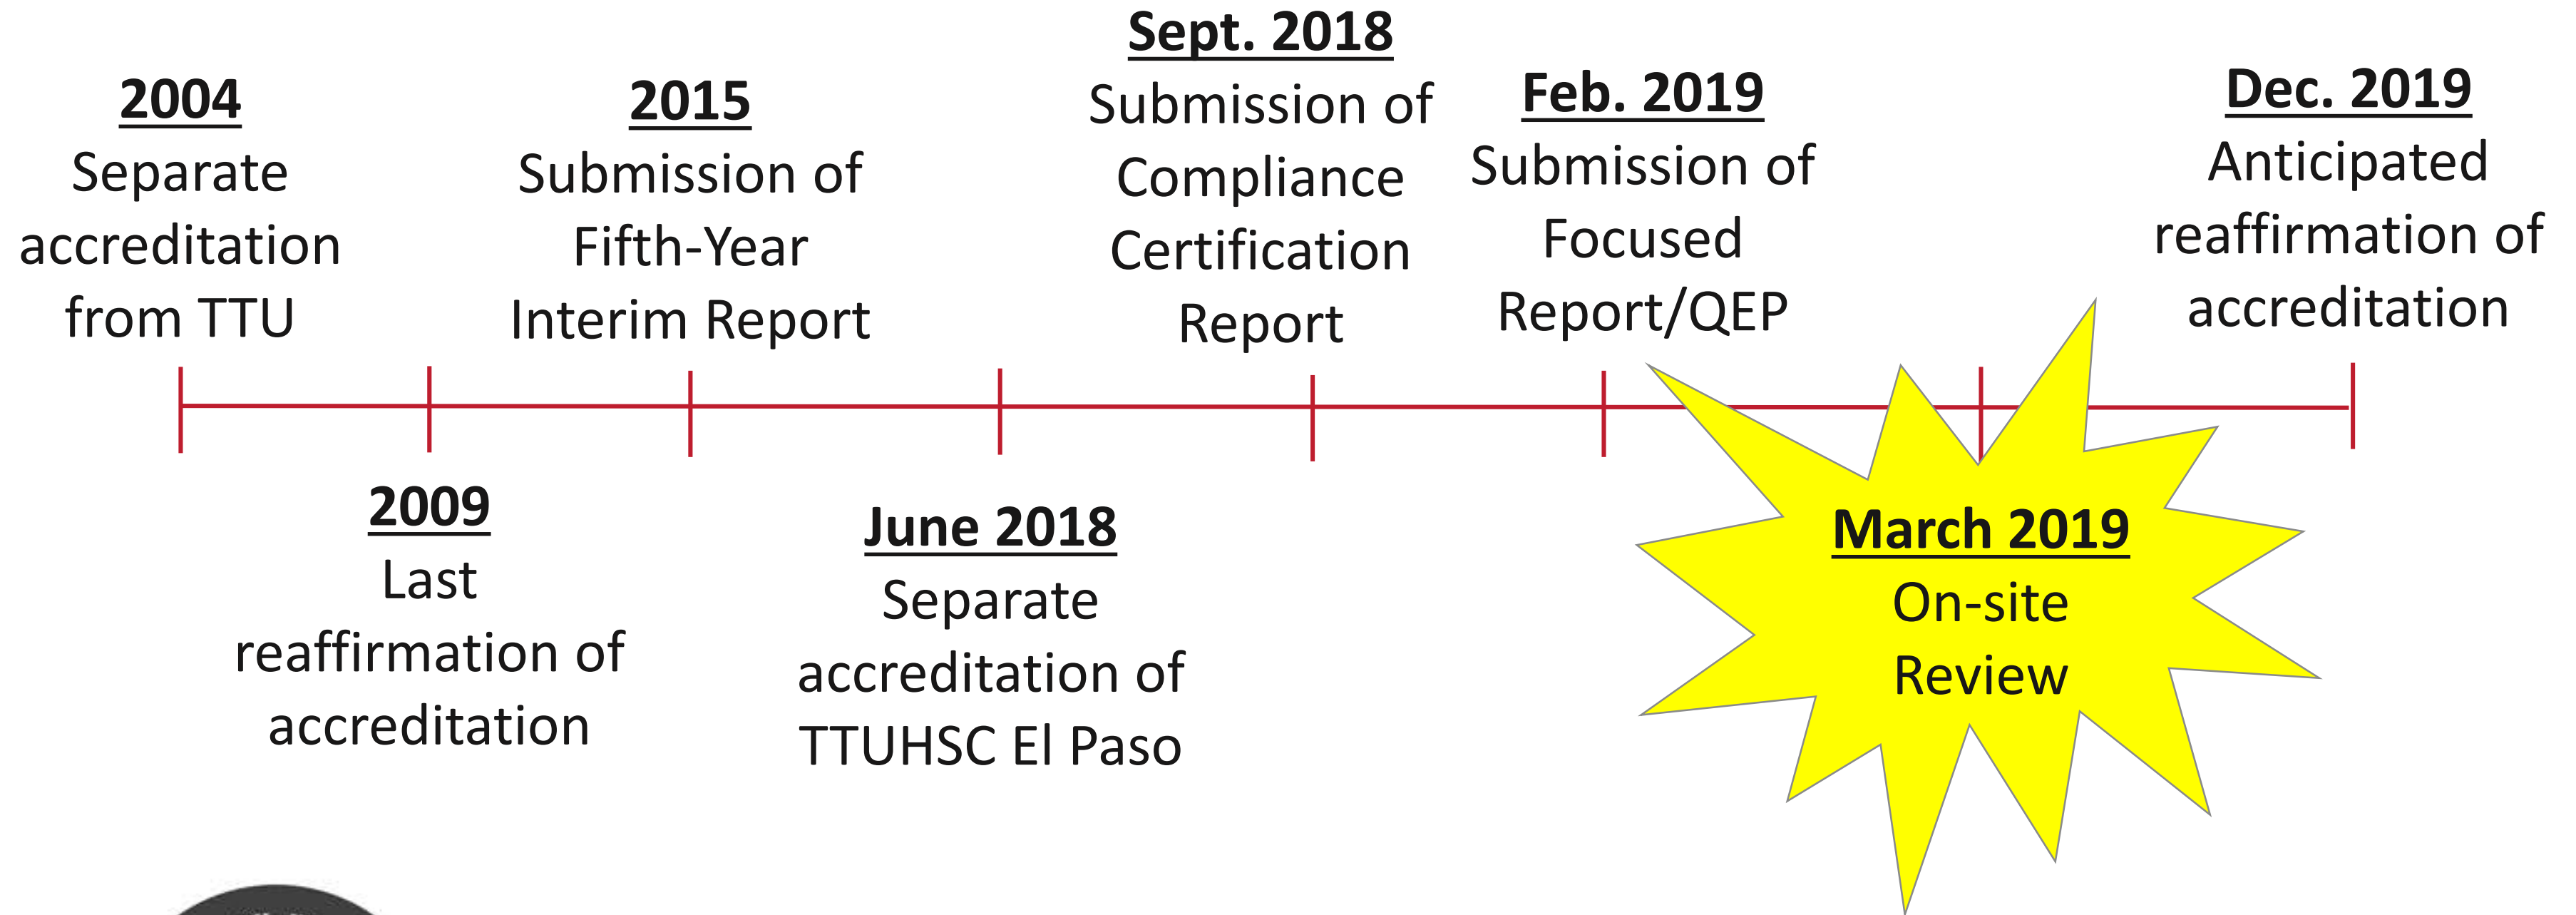 2004
Separate
accreditation
from TTU
2009
Last
reaffirmation of
accreditation
2015
Submission of
Fifth-Year
Interim Report
June 2018
Separate
accreditation of
TTUHSC El Paso
Sept. 2018
Submission of
Compliance
Certification
Report
Feb. 2019
Submission of
Focused
Report/QEP
March 2019
On-site
Review
Dec. 2019
Anticipated
reaffirmation of
accreditation